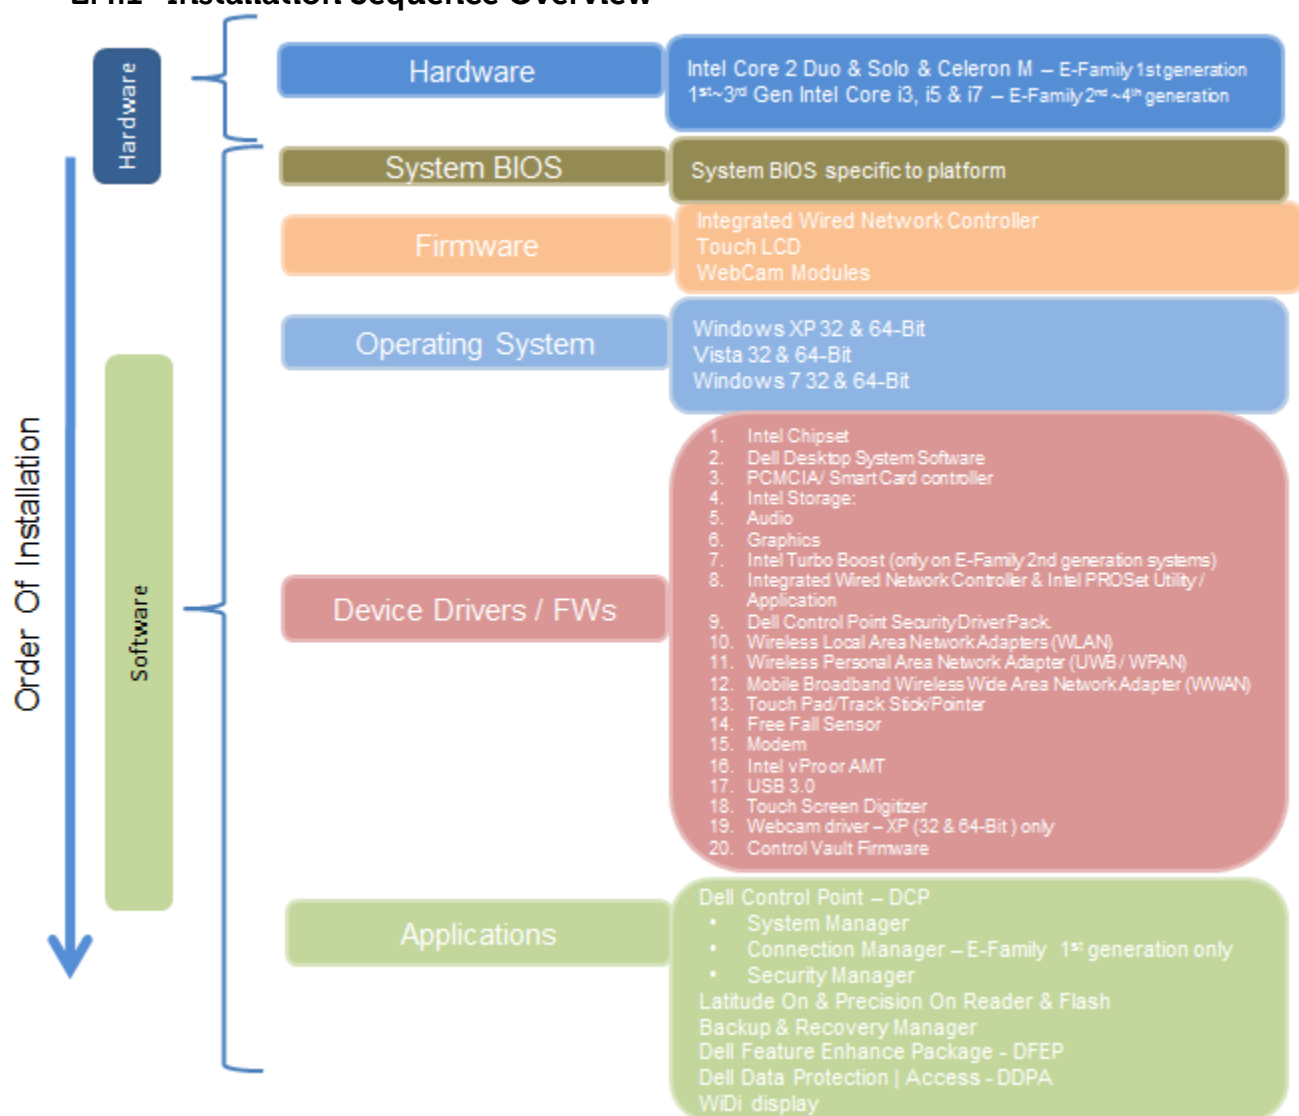 Installation Sequence Overview
Hardware
Hardware
Intel Core 2 Duo & Solo & Celeron M – E-Family 1st generation
1st~3rd Gen Intel Core i3, i5 & i7 – E-Family 2nd ~4th generation
System BIOS
System BIOS specific to platform
Firmware
Integrated Wired Network Controller
Touch LCD
WebCam Modules
Operating System
Windows XP 32 & 64-Bit
Vista 32 & 64-Bit
Windows 7 32 & 64-Bit
Order Of Installation
Software
Device Drivers / FWs
1. Intel Chipset
2. Dell Desktop System Software
3. PCMCIA/ Smart Card controller
4. Intel Storage:
5. Audio
6. Graphics
7. Intel Turbo Boost (only on E-Family 2nd generation systems)
8. Integrated Wired Network Controller & Intel PROSet Utility /
Application
9. Dell Control Point Security Driver Pack.
10. Wireless Local Area Network Adapters (WLAN)
11. Wireless Personal Area Network Adapter (UWB / WPAN)
12. Mobile Broadband Wireless Wide Area Network Adapter (WWAN)
13. Touch Pad/Track Stick/Pointer
14. Free Fall Sensor
15. Modem
16. Intel vProor AMT
17. USB 3.0
18. Touch Screen Digitizer
19. Webcam driver – XP (32 & 64-Bit ) only
20. Control Vault Firmware
Applications
Dell Control Point – DCP
• System Manager
• Connection Manager – E-Family 1st generation only
• Security Manager
Latitude On & Precision On Reader & Flash
Backup & Recovery Manager
Dell Feature Enhance Package - DFEP
Dell Data Protection | Access - DDPA
WiDi display